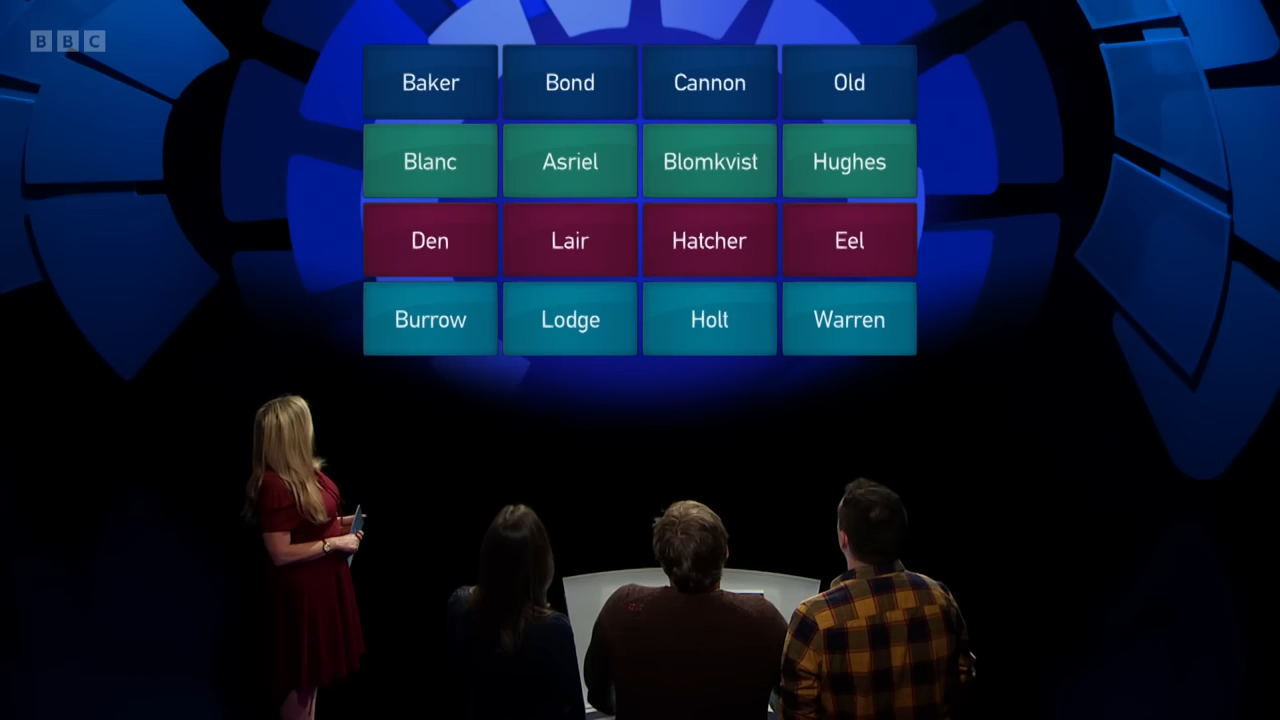 BBC
Baker Bond Cannon Old
Blanc Asriel Blomkvist Hughes
Den Lair Hatcher Eel
Burrow Lodge Holt Warren